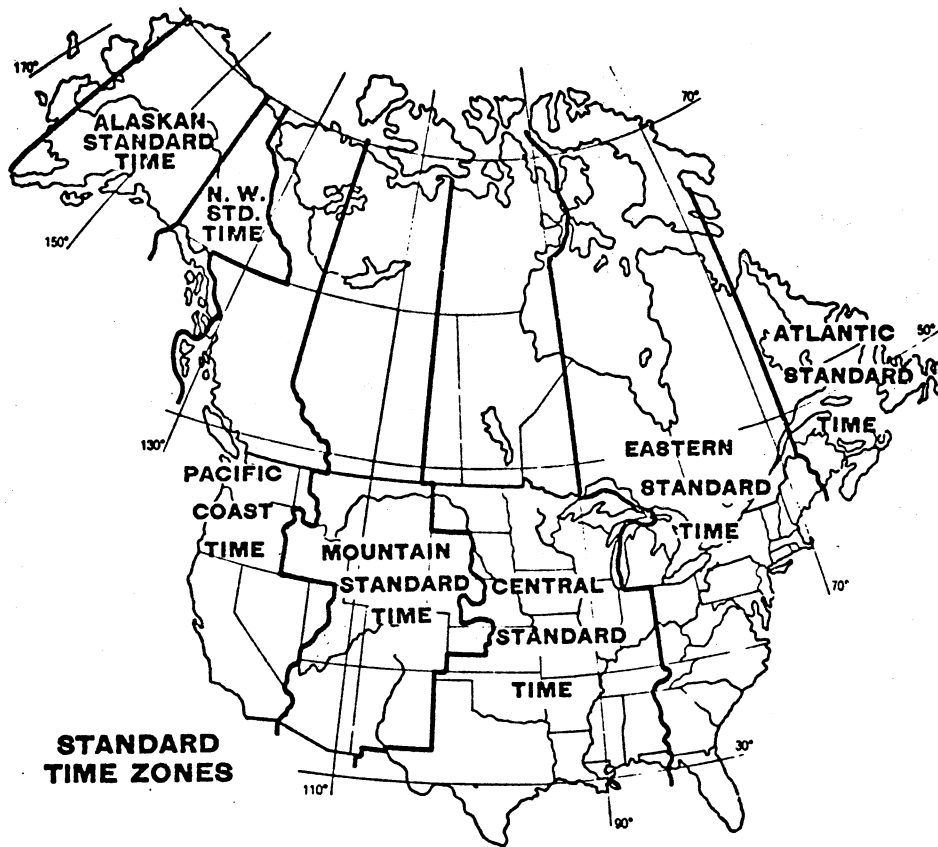 170°
70°
ALASKAN
STANDARD
TIME
N. W.
STD.
TIME
150°
ATLANTIC
50°
STANDARD
TIME
130°
EASTERN
STANDARD
TIME
PACIFIC
COAST
TIME
MOUNTAIN
STANDARD
TIME
CENTRAL
STANDARD
TIME
70°
STANDARD
TIME ZONES
30°
110°
90°